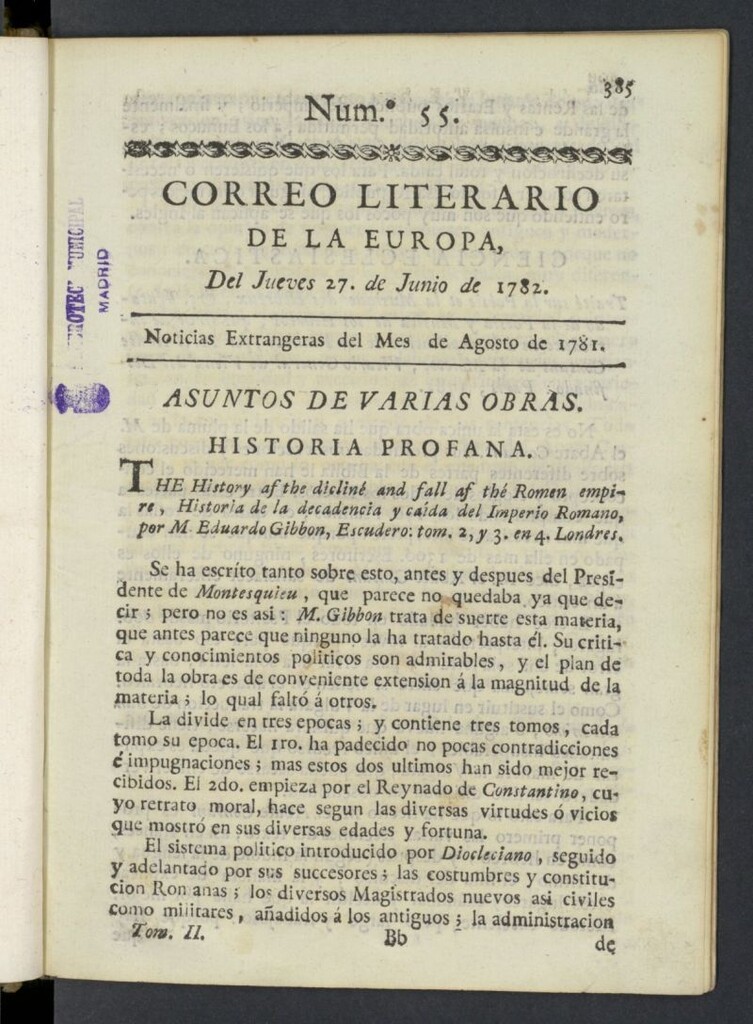 385
Num.º 55.
CORREO LITERARIO
DE LA EUROPA,
Del Jueves 27. de Junio de 1782.
Noticias Extrangeras del Mes de Agosto de 1781.
ASUNTOS DE VARIAS OBRAS.
HISTORIA PROFANA.
THE History af the dicliné and fall af thé Romen empi-
re, Historia de la decadencia y caida del Imperio Romano,
por M. Eduardo Gibbon, Escudero: tom. 2, y 3. en 4. Londres.
Se ha escrito tanto sobre esto, antes y despues del Presi-
dente de Montesquieu, que parece no quedaba ya que de-
cir; pero no es asi: M. Gibbon trata de suerte esta materia,
que antes parece que ninguno la ha tratado hasta él. Su criti-
ca y conocimientos politicos son admirables, y el plan de
toda la obra es de conveniente extension á la magnitud de la
materia; lo qual faltó á otros.
La divide en tres epocas; y contiene tres tomos, cada
tomo su epoca. El 1ro. ha padecido no pocas contradicciones
é impugnaciones; mas estos dos ultimos han sido mejor re-
cibidos. El 2do. empieza por el Reynado de Constantino, cu-
yo retrato moral, hace segun las diversas virtudes ó vicios
que mostró en sus diversas edades y fortuna.
El sistema politico introducido por Diocleciano, seguido
y adelantado por sus succesores; las costumbres y constitu-
cion Romanas; los diversos Magistrados nuevos asi civiles
como militares, añadidos á los antiguos; la administracion
Tom. II. Bb de
MUNICIPAL
MADRID